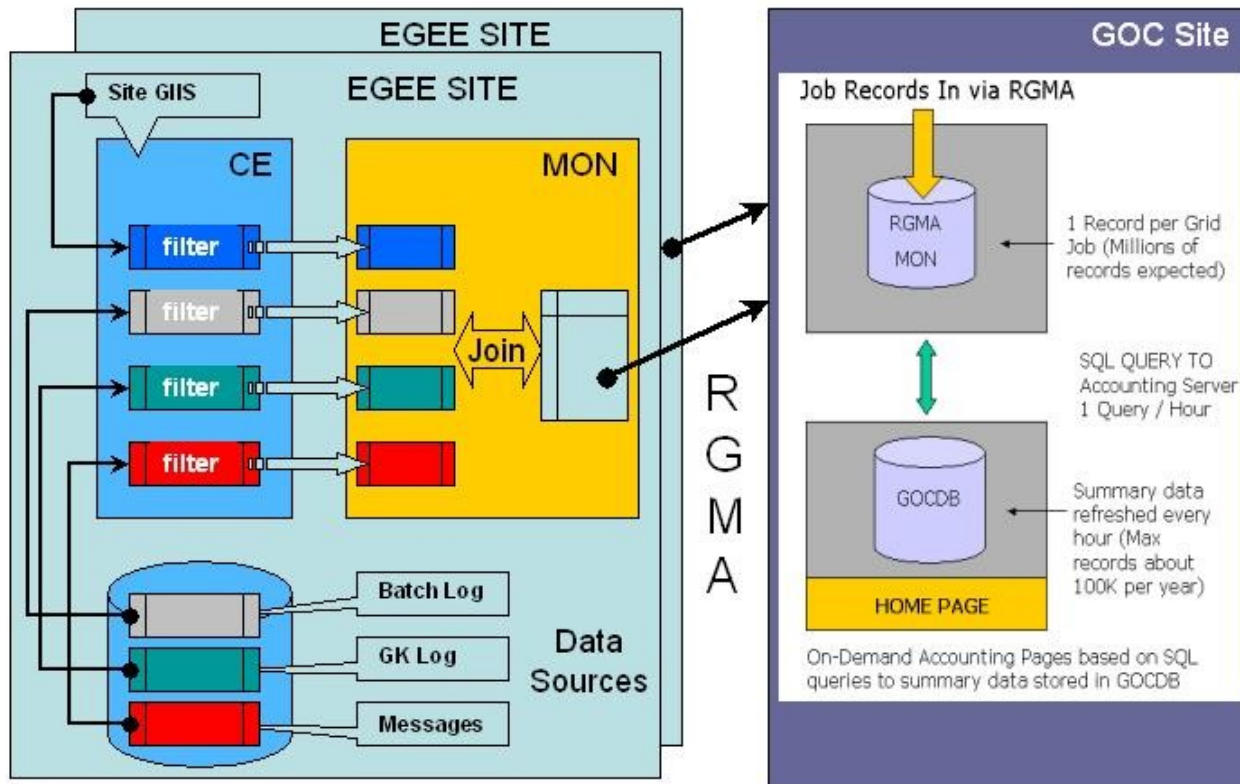 EGEE SITE
EGEE SITE
Site GIIS
CE
MON
filter
filter
filter
filter
Join
Batch Log
GK Log
Messages
Data
Sources
R
G
M
A
GOC Site
Job Records In via RGMA
RGMA
MON
1 Record per Grid
Job (Millions of
records expected)
SQL QUERY TO
Accounting Server
1 Query / Hour
GOCDB
Summary data
refreshed every
hour (Max
records about
100K per year)
HOME PAGE
On-Demand Accounting Pages based on SQL
queries to summary data stored in GOCDB